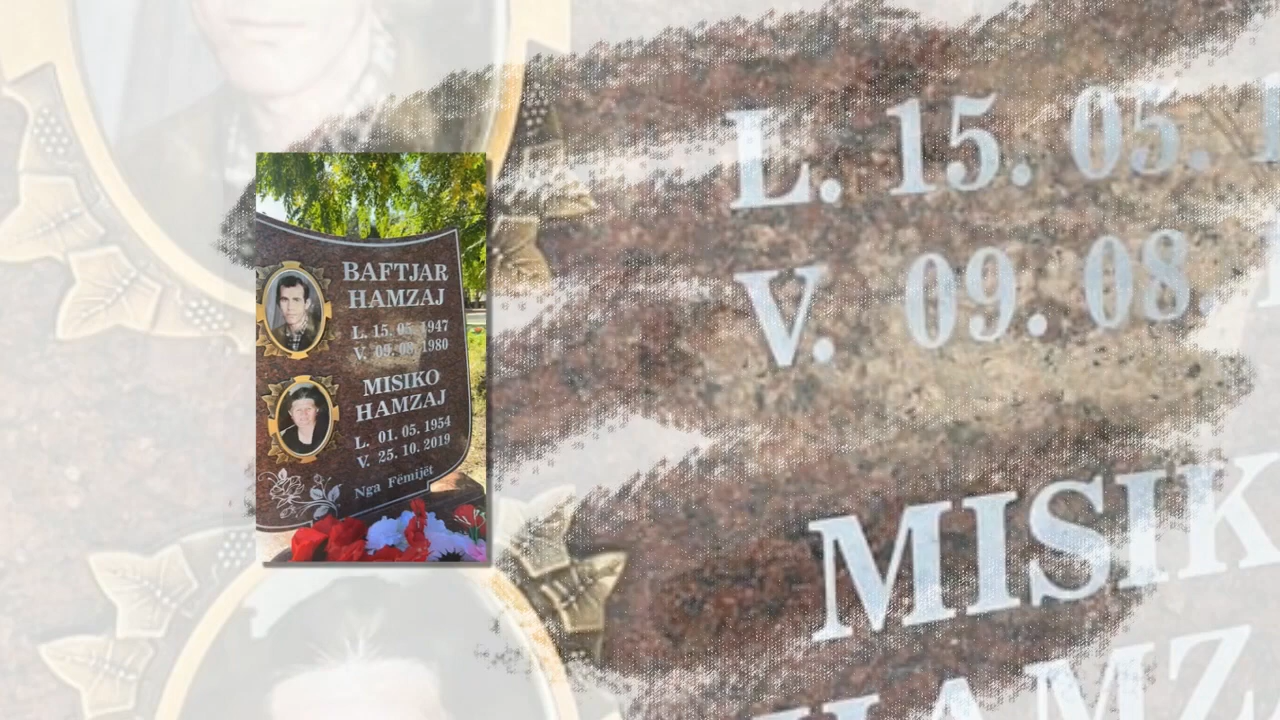 BAFTJAR
HAMZAJ
L. 15. 05. 1947
V. 09. 08. 1980
MISIKO
HAMZAJ
L. 01. 05. 1954
V. 25. 10. 2019
Nga Fëmijët
L. 15. 05.
V. 09. 08.
MISIK
HAMZ